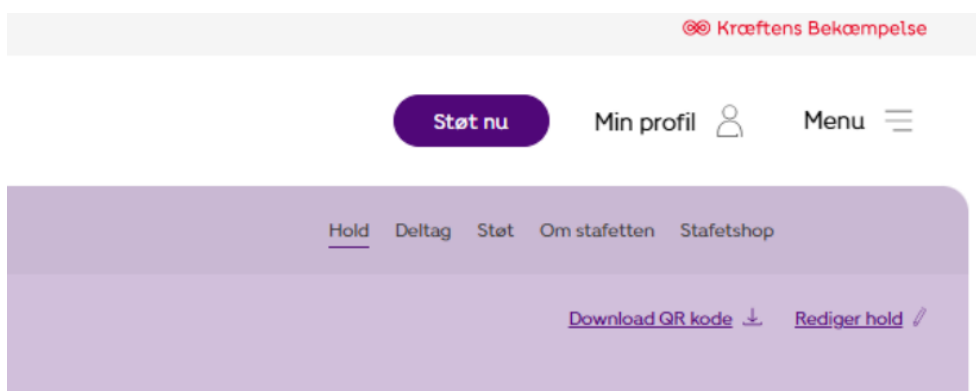 Kræftens Bekæmpelse
Støt nu Min profil Menu
Hold Deltag Støt Om stafetten Stafetshop
Download QR kode Rediger hold